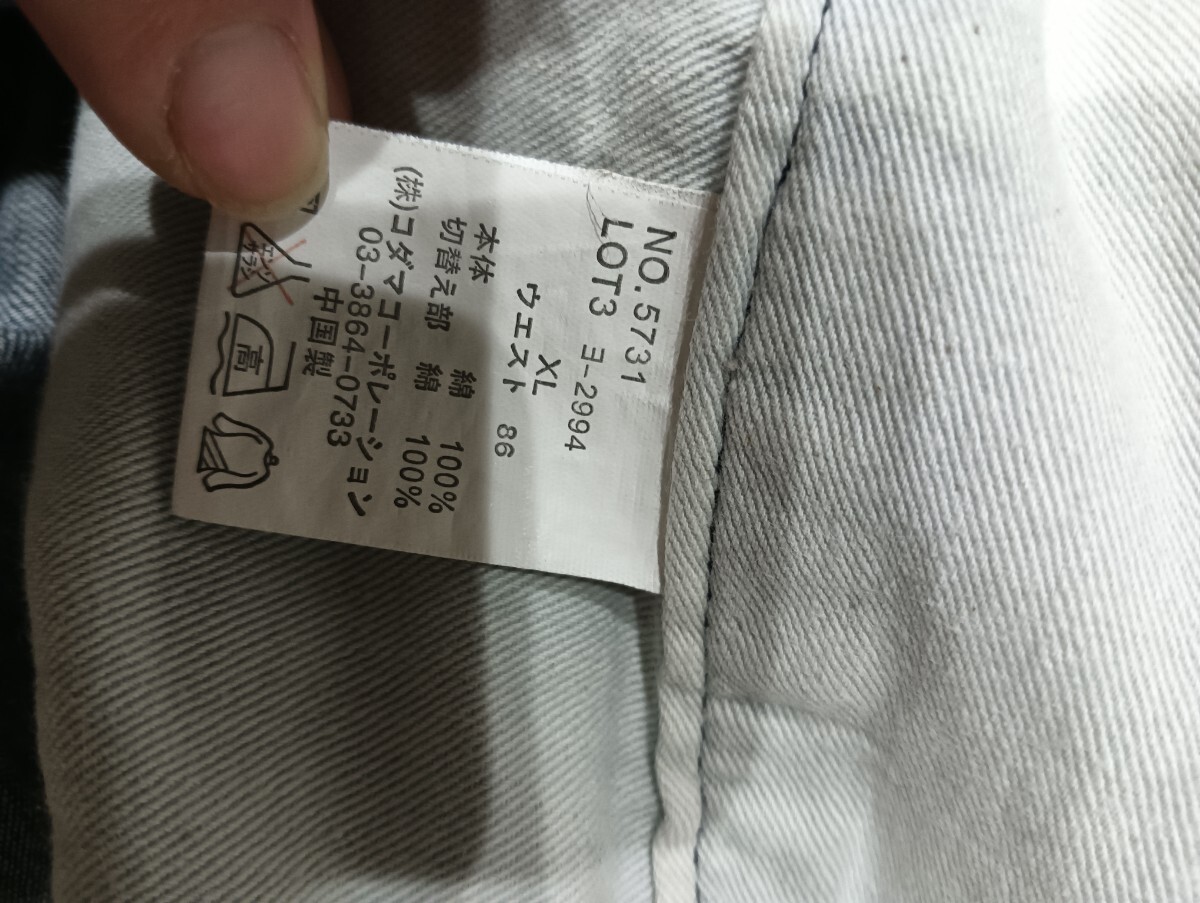 NO.5731
LOT3 ヨ-2994
XL
ウエスト 86
本体 綿 100%
切替え部 綿 100%
(株)コダマコーポレーション
03-3864-0733
中国製
高